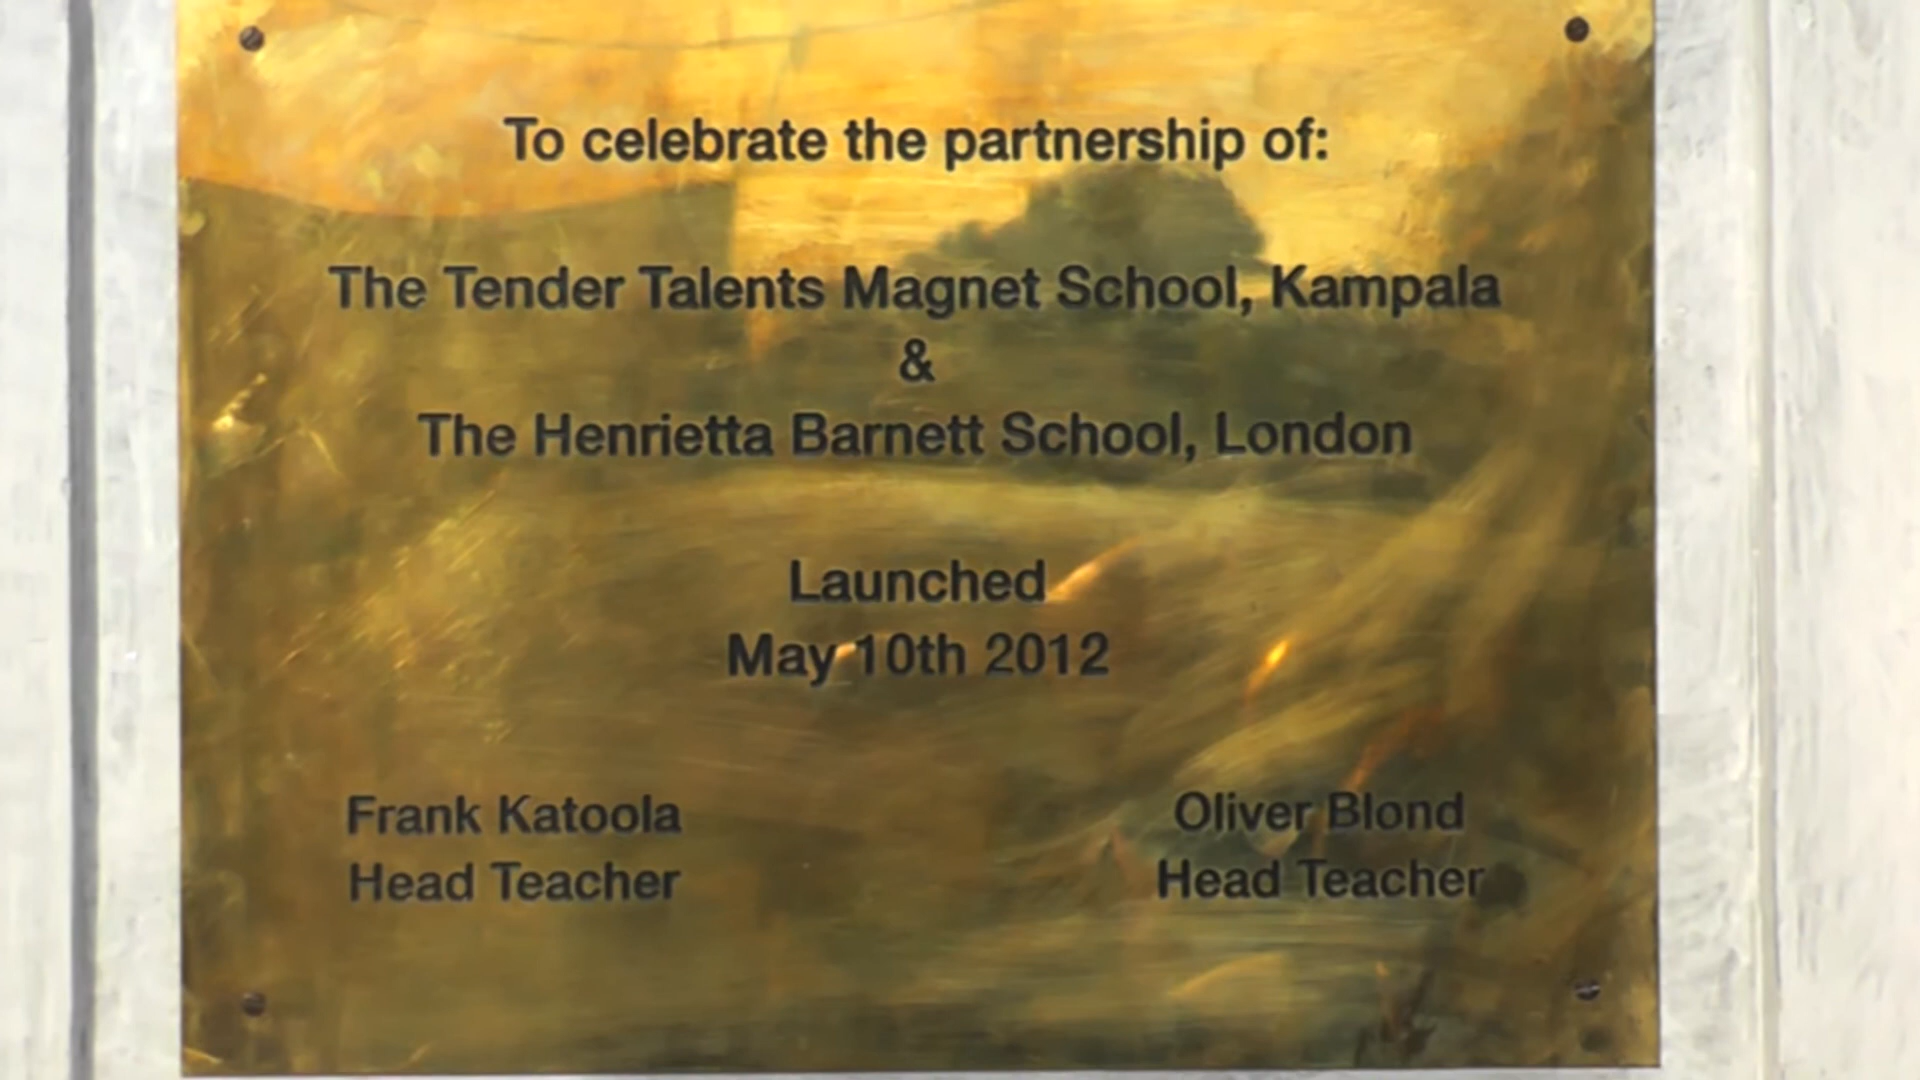 To celebrate the partnership of:
The Tender Talents Magnet School, Kampala
&
The Henrietta Barnett School, London
Launched
May 10th 2012
Frank Katoola
Head Teacher
Oliver Blond
Head Teacher